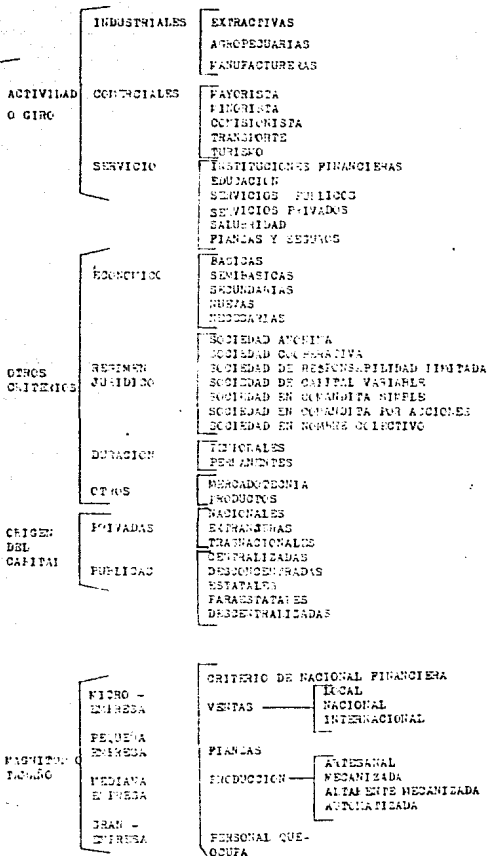 INDUSTRIALES
EXTRACTIVAS
AGROPECUARIAS
MANUFACTURERAS
ACTIVIDAD
O GIRO
COMERCIALES
MAYORISTA
MINORISTA
COMISIONISTA
TRANSPORTE
TURISMO
SERVICIO
INSTITUCIONES FINANCIERAS
EDUCACION
SERVICIOS PUBLICOS
SERVICIOS PRIVADOS
SALUBRIDAD
FIANZAS Y SEGUROS
ECONOMICO
BASICAS
SEMIBASICAS
SECUNDARIAS
NUEVAS
NECESARIAS
OTROS
CRITERIOS
REGIMEN
JURIDICO
SOCIEDAD ANONIMA
SOCIEDAD COOPERATIVA
SOCIEDAD DE RESPONSABILIDAD LIMITADA
SOCIEDAD DE CAPITAL VARIABLE
SOCIEDAD EN COMANDITA SIMPLE
SOCIEDAD EN COMANDITA POR ACCIONES
SOCIEDAD EN NOMBRE COLECTIVO
DURACION
TEMPORALES
PERMANENTES
OTROS
MERCADOTECNIA
PRODUCTOS
ORIGEN
DEL
CAPITAL
PRIVADAS
NACIONALES
EXTRANJERAS
TRASNACIONALES
PUBLICAS
CENTRALIZADAS
DESCONCENTRADAS
ESTATALES
PARAESTATALES
DESCENTRALIZADAS
MAGNITUD O
TAMAÑO
MICRO -
EMPRESA
PEQUEÑA
EMPRESA
MEDIANA
EMPRESA
GRAN -
EMPRESA
CRITERIO DE NACIONAL FINANCIERA
VENTAS
LOCAL
NACIONAL
INTERNACIONAL
FIANZAS
PRODUCCION
ARTESANAL
MECANIZADA
ALTAMENTE MECANIZADA
AUTOMATIZADA
PERSONAL QUE-
OCUPA